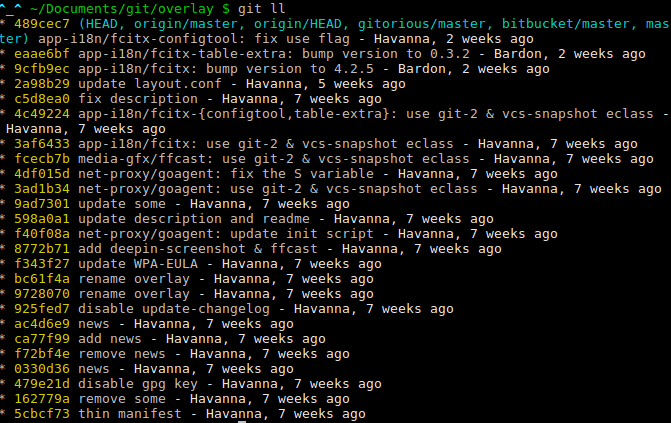 ^_^ ~/Documents/git/overlay $ git ll
* 489cec7 (HEAD, origin/master, origin/HEAD, gitorious/master, bitbucket/master, mas
ter) app-i18n/fcitx-configtool: fix use flag - Havanna, 2 weeks ago
* eaae6bf app-i18n/fcitx-table-extra: bump version to 0.3.2 - Bardon, 2 weeks ago
* 9cfb9ec app-i18n/fcitx: bump version to 4.2.5 - Bardon, 2 weeks ago
* 2a98b29 update layout.conf - Havanna, 5 weeks ago
* c5d8ea0 fix description - Havanna, 7 weeks ago
* 4c49224 app-i18n/fcitx-{configtool,table-extra}: use git-2 & vcs-snapshot eclass -
Havanna, 7 weeks ago
* 3af6433 app-i18n/fcitx: use git-2 & vcs-snapshot eclass - Havanna, 7 weeks ago
* fcecb7b media-gfx/ffcast: use git-2 & vcs-snapshot eclass - Havanna, 7 weeks ago
* 4df015d net-proxy/goagent: fix the S variable - Havanna, 7 weeks ago
* 3ad1b34 net-proxy/goagent: use git-2 & vcs-snapshot eclass - Havanna, 7 weeks ago
* 9ad7301 update some - Havanna, 7 weeks ago
* 598a0a1 update description and readme - Havanna, 7 weeks ago
* f40f08a net-proxy/goagent: update init script - Havanna, 7 weeks ago
* 8772b71 add deepin-screenshot & ffcast - Havanna, 7 weeks ago
* f343f27 update WPA-EULA - Havanna, 7 weeks ago
* bc61f4a rename overlay - Havanna, 7 weeks ago
* 9728070 rename overlay - Havanna, 7 weeks ago
* 925fed7 disable update-changelog - Havanna, 7 weeks ago
* ac4d6e9 news - Havanna, 7 weeks ago
* ca77f99 add news - Havanna, 7 weeks ago
* f72bf4e remove news - Havanna, 7 weeks ago
* 0330d36 news - Havanna, 7 weeks ago
* 479e21d disable gpg key - Havanna, 7 weeks ago
* 162779a remove some - Havanna, 7 weeks ago
* 5cbcf73 thin manifest - Havanna, 7 weeks ago